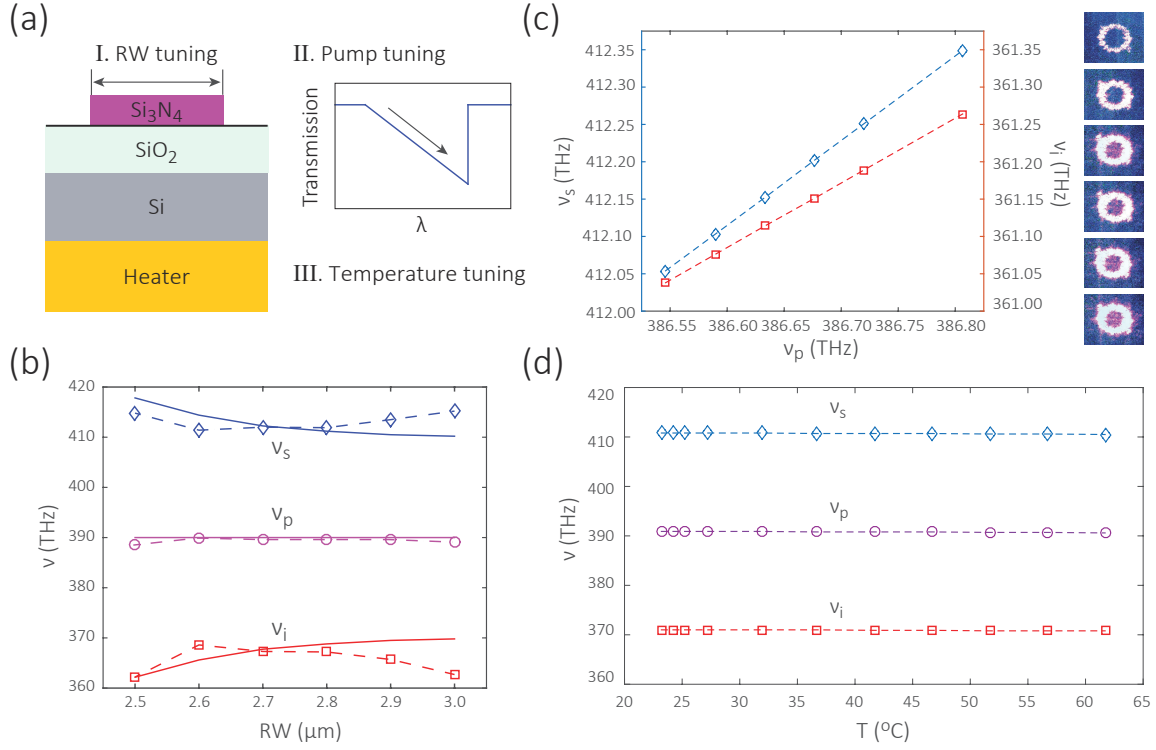 (a)
I. RW tuning
Si3N4
SiO2
Si
Heater
II. Pump tuning
Transmission
λ
III. Temperature tuning
(c)
412.35
412.30
412.25
412.20
412.15
412.10
412.05
412.00
νs (THz)
361.35
361.30
361.25
361.20
361.15
361.10
361.05
361.00
νi (THz)
386.55 386.60 386.65 386.70 386.75 386.80
νp (THz)
(b)
420
410
400
390
380
370
360
ν (THz)
νs
νp
νi
2.5 2.6 2.7 2.8 2.9 3.0
RW (μm)
(d)
420
410
400
390
380
370
360
ν (THz)
νs
νp
νi
20 25 30 35 40 45 50 55 60 65
T (ºC)